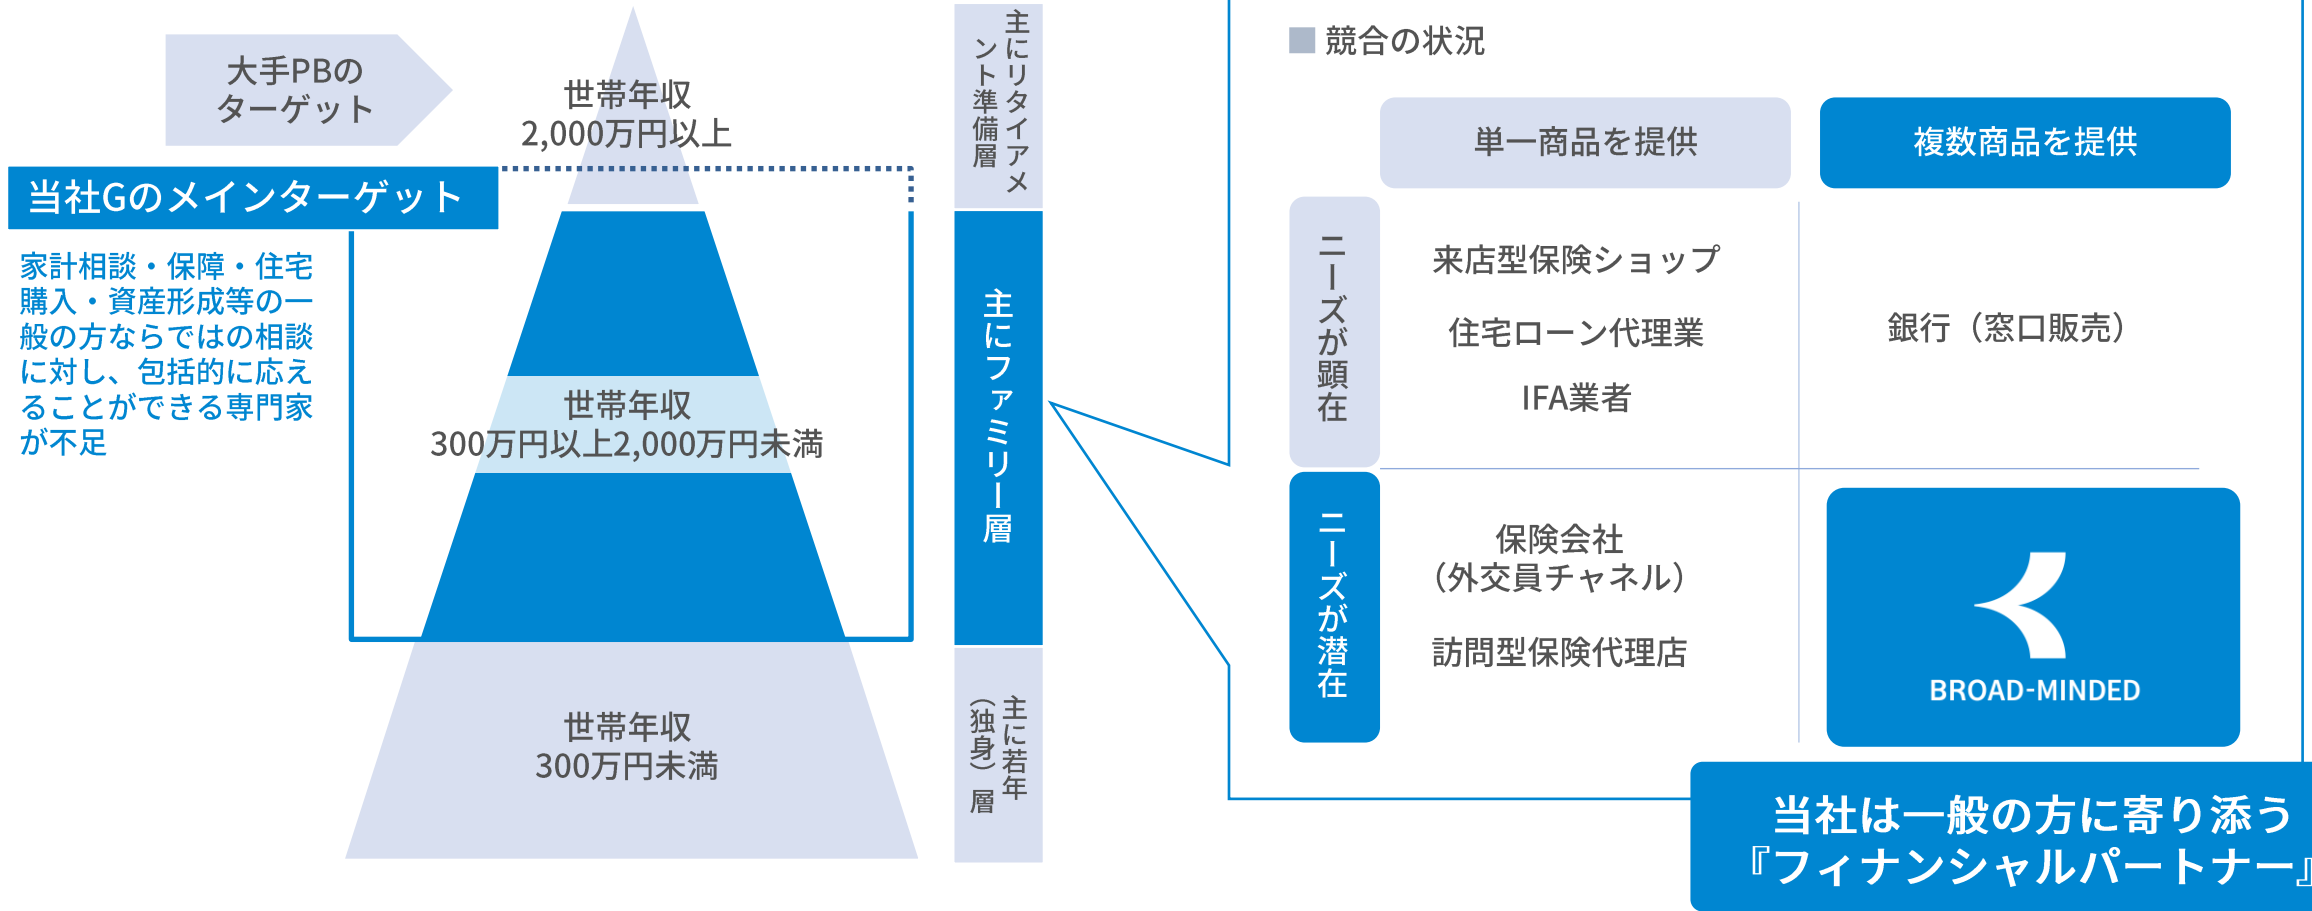 大手PBの
ターゲット
当社Gのメインターゲット
家計相談・保障・住宅
購入・資産形成等の一
般の方ならではの相談
に対し、包括的に応え
ることができる専門家
が不足
世帯年収
2,000万円以上
世帯年収
300万円以上2,000万円未満
世帯年収
300万円未満
主にリタイアメ
ント準備層
主にファミリー層
主に若年
（独身）層
競合の状況
単一商品を提供
複数商品を提供
ニーズが顕在
来店型保険ショップ
住宅ローン代理業
IFA業者
銀行（窓口販売）
ニーズが潜在
保険会社
（外交員チャネル）
訪問型保険代理店
BROAD-MINDED
当社は一般の方に寄り添う
『フィナンシャルパートナー』